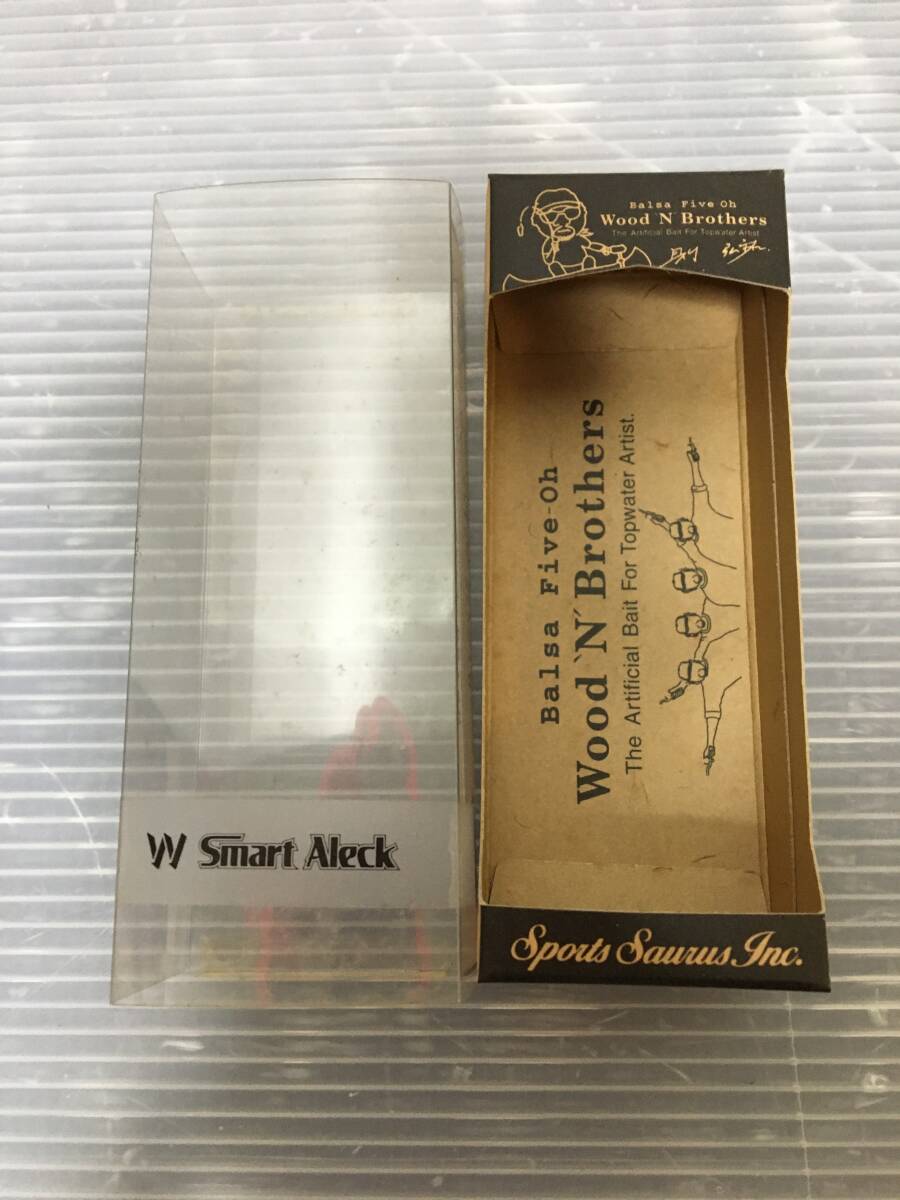 W Smart Aleck
Balsa Five Oh
Wood `N´ Brothers
The Artificial Bait For Topwater Artist
Balsa Five-Oh
Wood `N´ Brothers
The Artificial Bait For Topwater Artist.
Sports Saurus Inc.